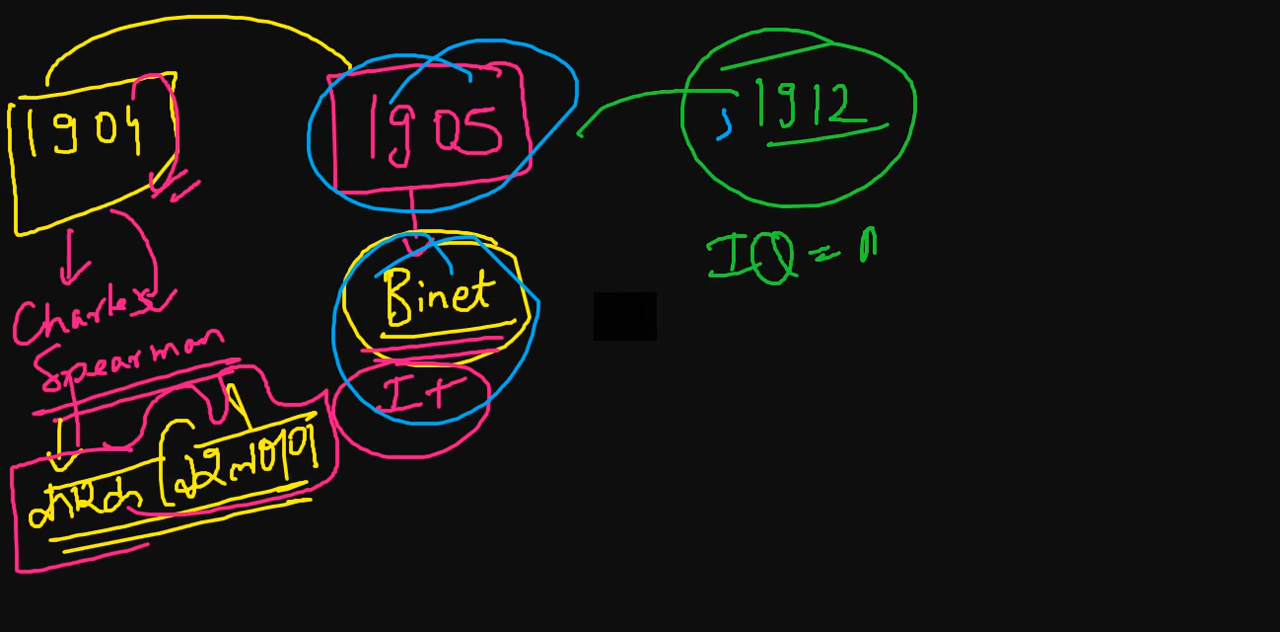 1904
1905
1912
IQ =
Charles
Spearman
Binet
I +